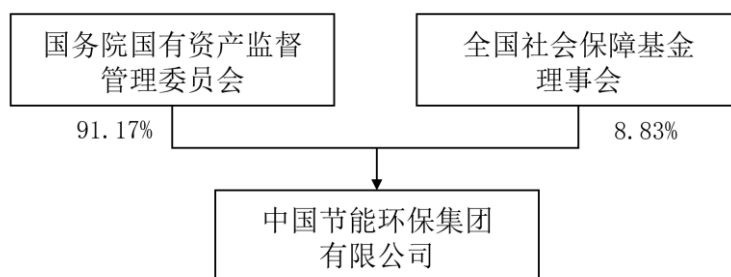 国务院国有资产监督
管理委员会
全国社会保障基金
理事会
91.17%
8.83%
中国节能环保集团
有限公司